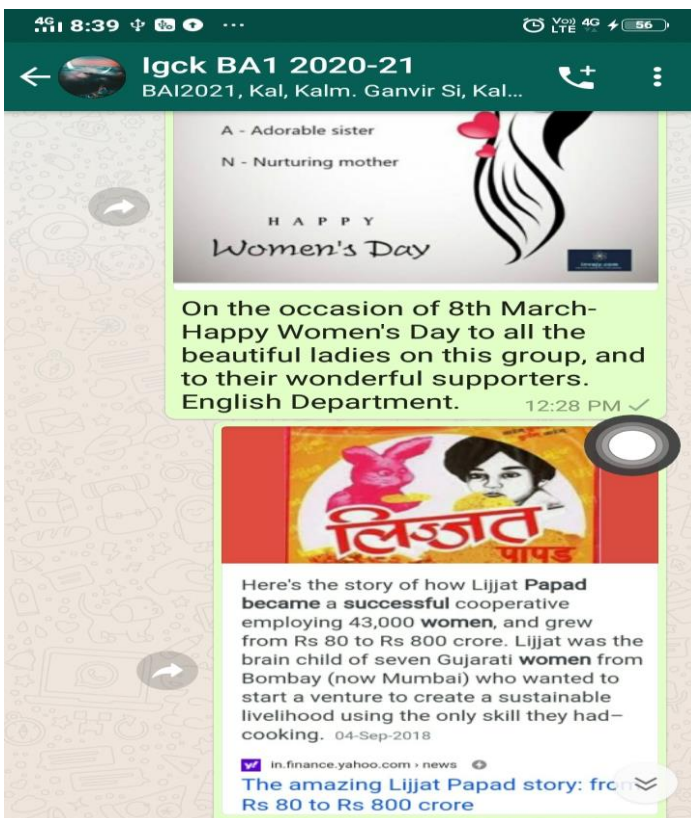 4G 8:39 ...
Voo) 4G LTE 56
Igck BA1 2020-21
BAI2021, Kal, Kalm. Ganvir Si, Kal...
A - Adorable sister
N - Nurturing mother
HAPPY
Women's Day
On the occasion of 8th March-
Happy Women's Day to all the
beautiful ladies on this group, and
to their wonderful supporters.
English Department. 12:28 PM
लिज्जत
पापड
Here's the story of how Lijjat Papad
became a successful cooperative
employing 43,000 women, and grew
from Rs 80 to Rs 800 crore. Lijjat was the
brain child of seven Gujarati women from
Bombay (now Mumbai) who wanted to
start a venture to create a sustainable
livelihood using the only skill they had–
cooking. 04-Sep-2018
in.finance.yahoo.com › news
The amazing Lijjat Papad story: from
Rs 80 to Rs 800 crore